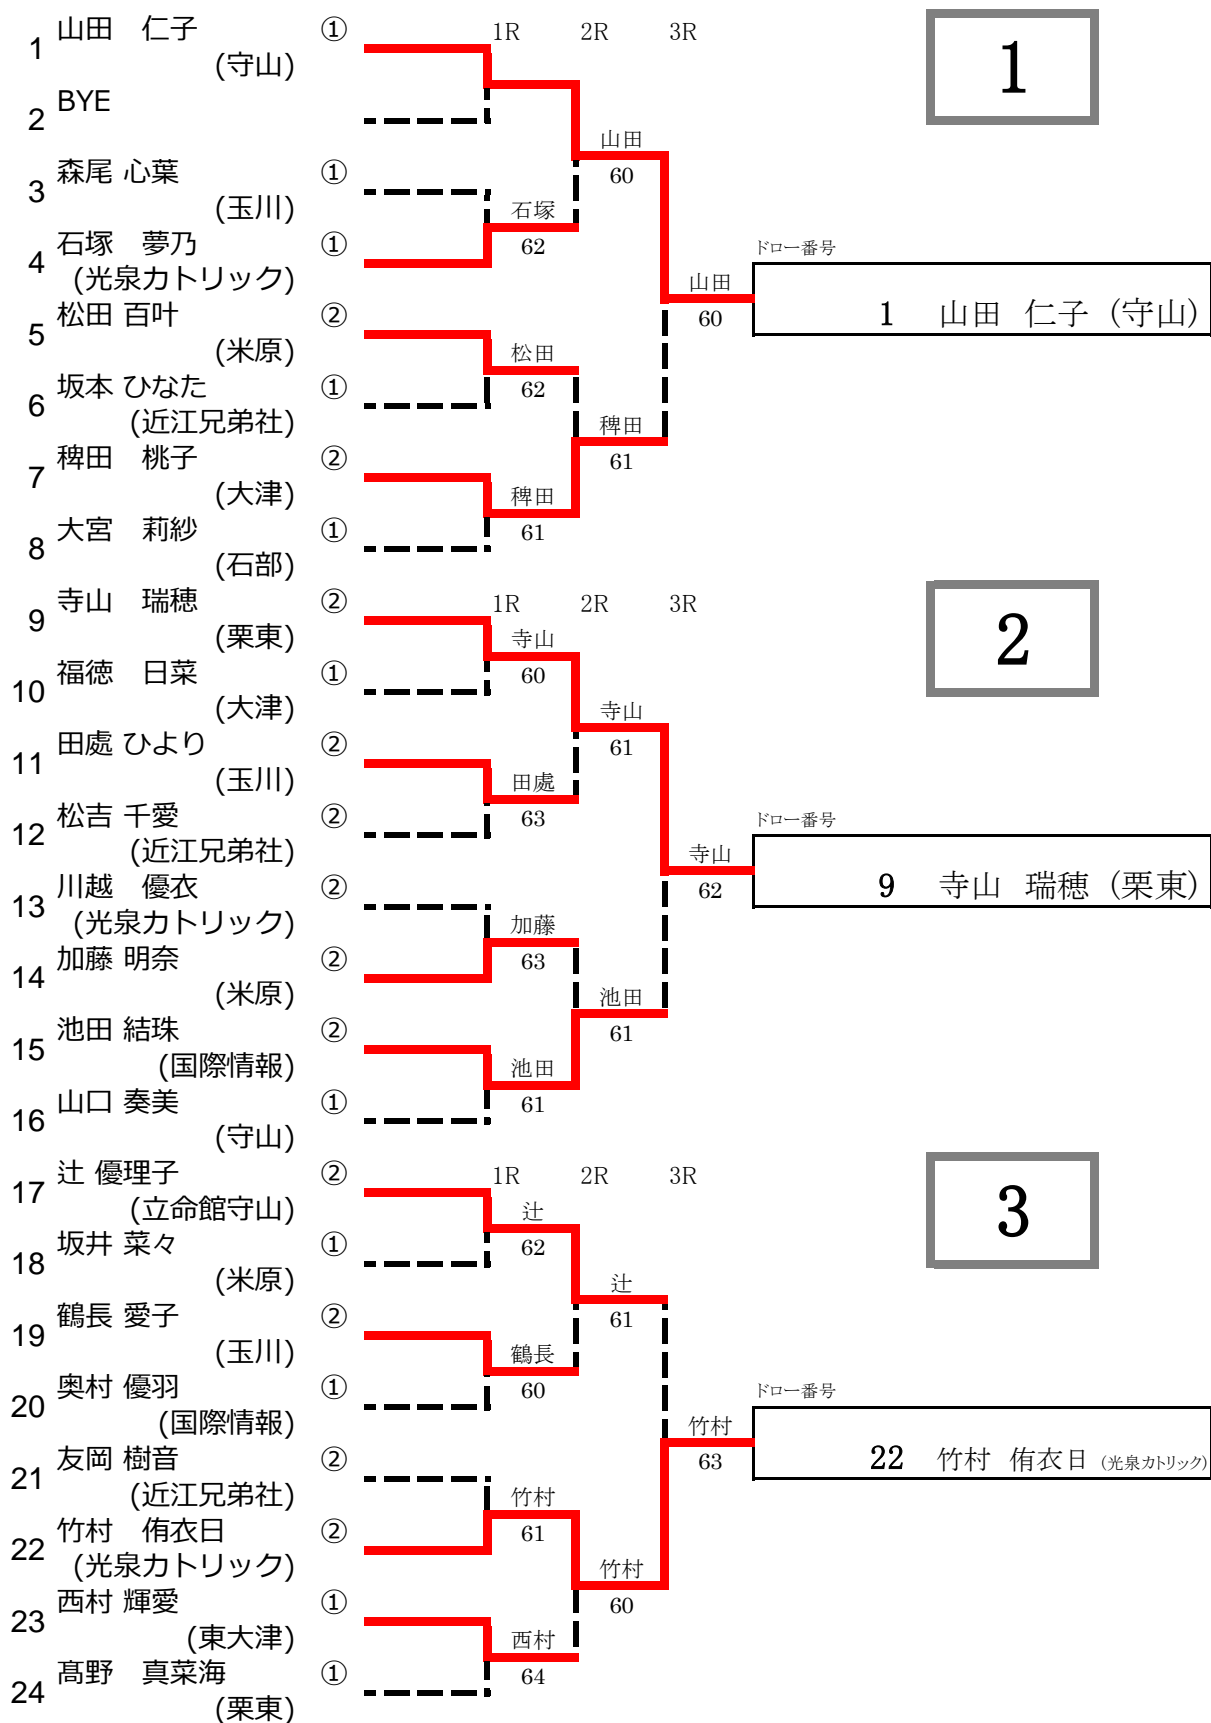 1 山田　仁子 ①
(守山)
2 BYE
3 森尾 心葉 ①
(玉川)
4 石塚　夢乃 ①
(光泉カトリック)
5 松田 百叶 ②
(米原)
6 坂本 ひなた ①
(近江兄弟社)
7 稗田　桃子 ②
(大津)
8 大宮　莉紗 ①
(石部)
1R 2R 3R
1
山田
60
石塚
62
松田
62
稗田
61
稗田
61
山田
60
ドロー番号
1 山田 仁子 (守山)
9 寺山　瑞穂 ②
(栗東)
10 福徳　日菜 ①
(大津)
11 田處 ひより ②
(玉川)
12 松吉 千愛 ②
(近江兄弟社)
13 川越　優衣 ②
(光泉カトリック)
14 加藤 明奈 ②
(米原)
15 池田 結珠 ②
(国際情報)
16 山口 奏美 ①
(守山)
1R 2R 3R
2
寺山
60
寺山
61
田處
63
加藤
63
池田
61
池田
61
寺山
62
ドロー番号
9 寺山 瑞穂 (栗東)
17 辻 優理子 ②
(立命館守山)
18 坂井 菜々 ①
(米原)
19 鶴長 愛子 ②
(玉川)
20 奥村 優羽 ①
(国際情報)
21 友岡 樹音 ②
(近江兄弟社)
22 竹村　侑衣日 ②
(光泉カトリック)
23 西村 輝愛 ①
(東大津)
24 髙野　真菜海 ①
(栗東)
1R 2R 3R
3
辻
62
辻
61
鶴長
60
竹村
61
竹村
60
西村
64
竹村
63
ドロー番号
22 竹村 侑衣日 (光泉カトリック)